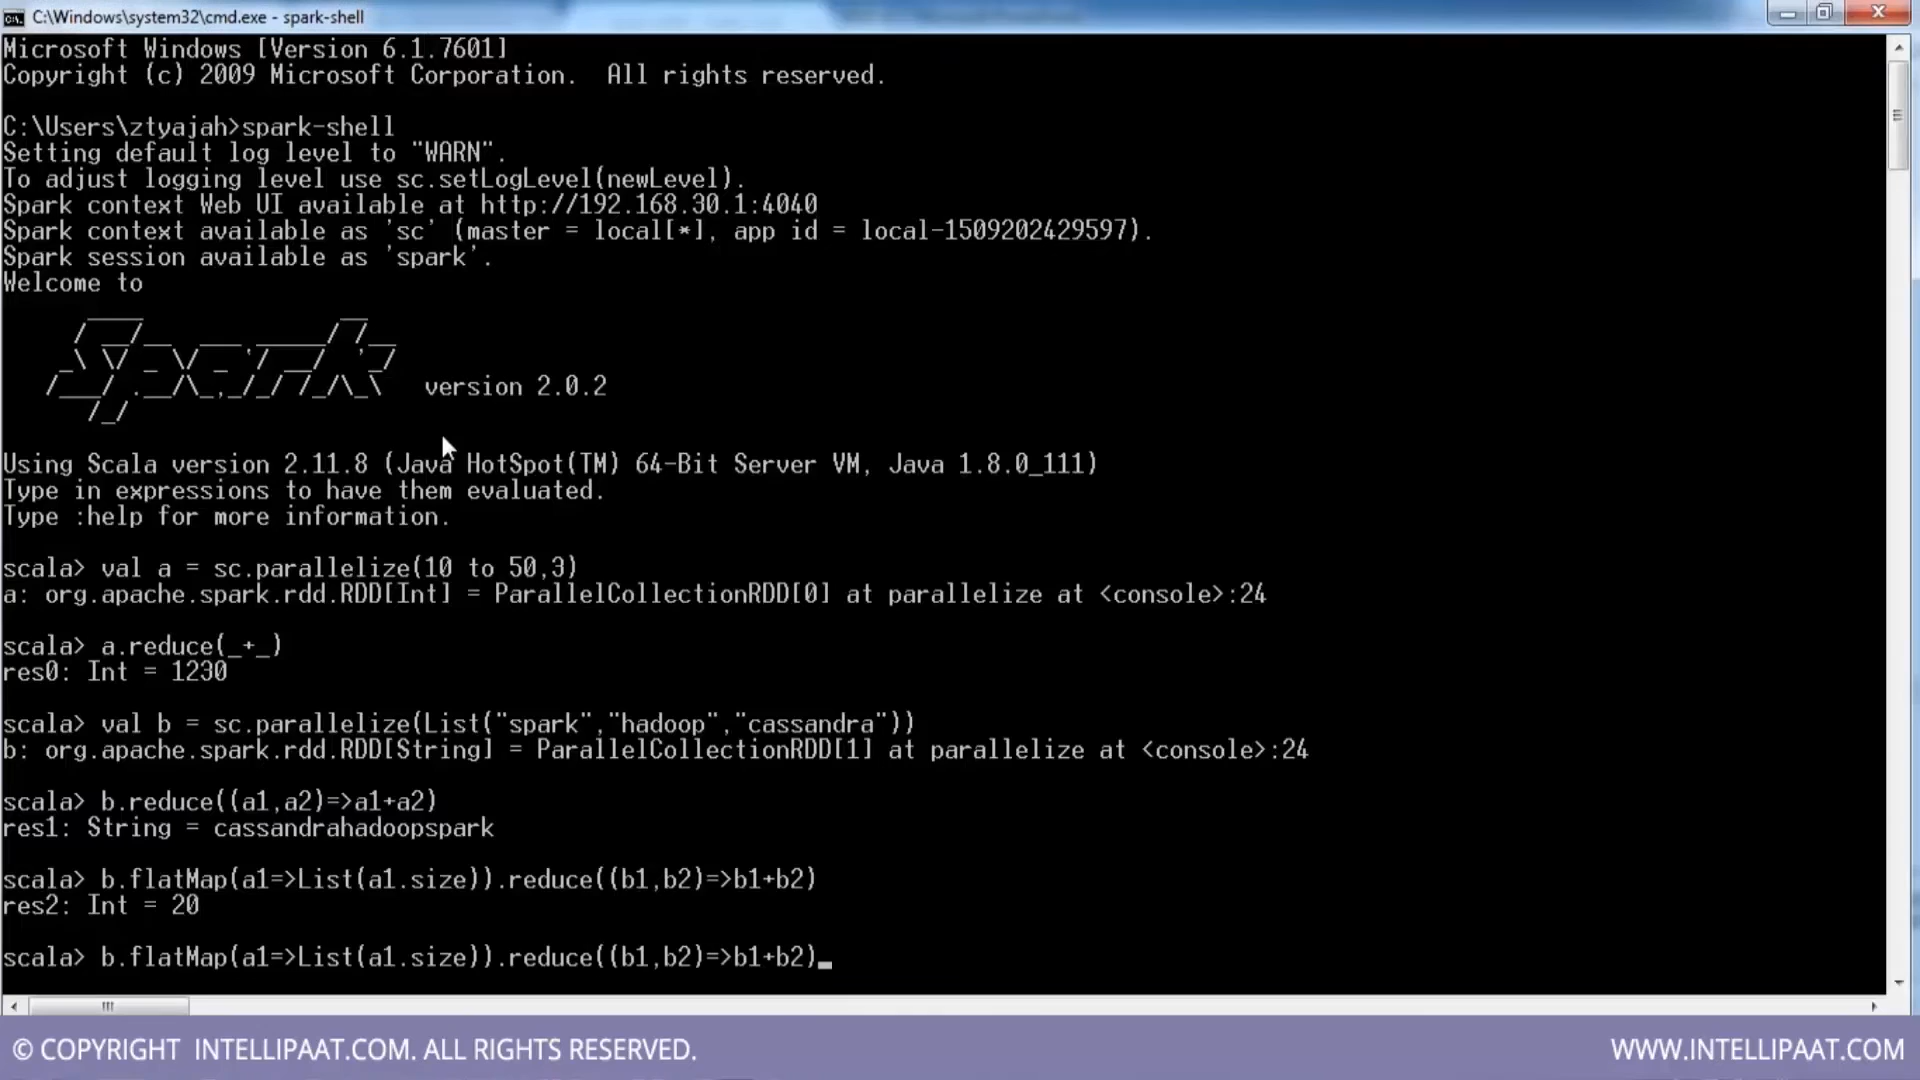 C:\Windows\system32\cmd.exe - spark-shell
Microsoft Windows [Version 6.1.7601]
Copyright (c) 2009 Microsoft Corporation.  All rights reserved.
C:\Users\ztyajah>spark-shell
Setting default log level to "WARN".
To adjust logging level use sc.setLogLevel(newLevel).
Spark context Web UI available at http://192.168.30.1:4040
Spark context available as 'sc' (master = local[*], app id = local-1509202429597).
Spark session available as 'spark'.
Welcome to
Spark version 2.0.2
Using Scala version 2.11.8 (Java HotSpot(TM) 64-Bit Server VM, Java 1.8.0_111)
Type in expressions to have them evaluated.
Type :help for more information.
scala> val a = sc.parallelize(10 to 50,3)
a: org.apache.spark.rdd.RDD[Int] = ParallelCollectionRDD[0] at parallelize at <console>:24
scala> a.reduce(_+_)
res0: Int = 1230
scala> val b = sc.parallelize(List("spark","hadoop","cassandra"))
b: org.apache.spark.rdd.RDD[String] = ParallelCollectionRDD[1] at parallelize at <console>:24
scala> b.reduce((a1,a2)=>a1+a2)
res1: String = cassandrahadoopspark
scala> b.flatMap(a1=>List(a1.size)).reduce((b1,b2)=>b1+b2)
res2: Int = 20
scala> b.flatMap(a1=>List(a1.size)).reduce((b1,b2)=>b1+b2)
© COPYRIGHT INTELLIPAAT.COM. ALL RIGHTS RESERVED.
WWW.INTELLIPAAT.COM